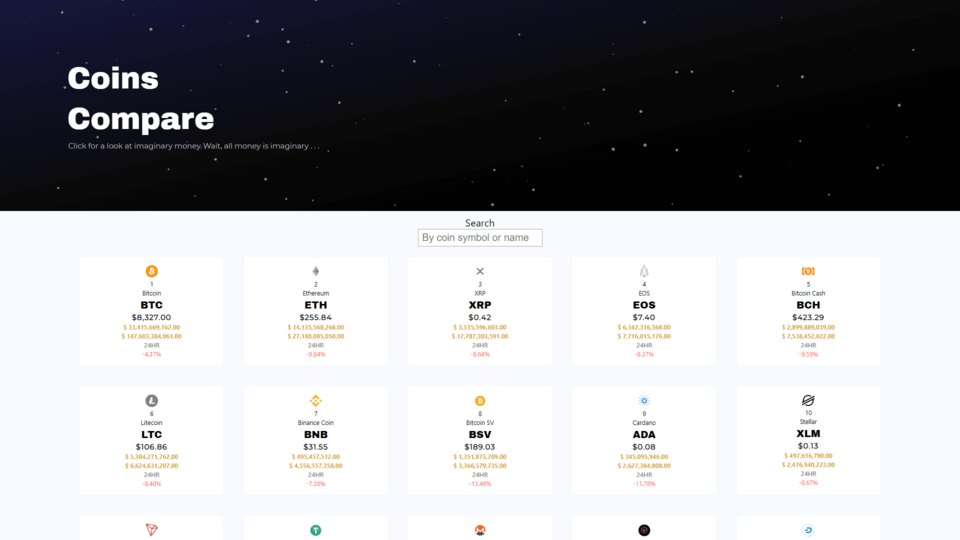 Coins
Compare
Click for a look at imaginary money. Wait, all money is imaginary . . .
Search
By coin symbol or name
1
Bitcoin
BTC
$8,327.00
$ 33,415,669,162.00
$ 147,603,384,061.00
24HR
-4.37%
2
Ethereum
ETH
$255.84
$ 14,135,568,268.00
$ 27,180,085,050.00
24HR
-9.84%
3
XRP
XRP
$0.42
$ 3,535,596,603.00
$ 17,787,303,591.00
24HR
-8.64%
4
EOS
EOS
$7.40
$ 6,342,316,368.00
$ 7,716,015,176.00
24HR
-8.37%
5
Bitcoin Cash
BCH
$423.29
$ 2,899,889,039.00
$ 7,538,452,022.00
24HR
-9.59%
6
Litecoin
LTC
$106.86
$ 5,384,271,762.00
$ 6,624,631,207.00
24HR
-8.40%
7
Binance Coin
BNB
$31.55
$ 495,457,512.00
$ 4,556,557,358.00
24HR
-7.38%
8
Bitcoin SV
BSV
$189.03
$ 1,351,873,709.00
$ 3,366,579,735.00
24HR
-13.49%
9
Cardano
ADA
$0.08
$ 345,095,946.00
$ 2,627,384,808.00
24HR
-11.78%
10
Stellar
XLM
$0.13
$ 497,616,790.00
$ 2,476,940,223.00
24HR
-8.67%